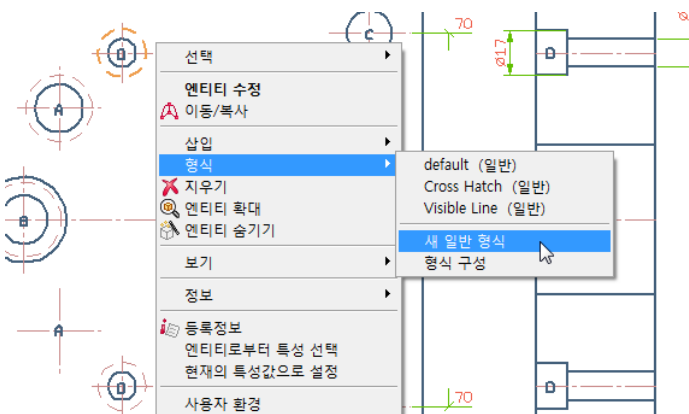 70
C
ø17
D
D
선택
엔티티 수정
이동/복사
A
삽입
형식
default (일반)
Cross Hatch (일반)
Visible Line (일반)
지우기
엔티티 확대
B
엔티티 숨기기
새 일반 형식
형식 구성
보기
정보
A
등록정보
엔티티로부터 특성 선택
현재의 특성값으로 설정
D
D
사용자 환경
70